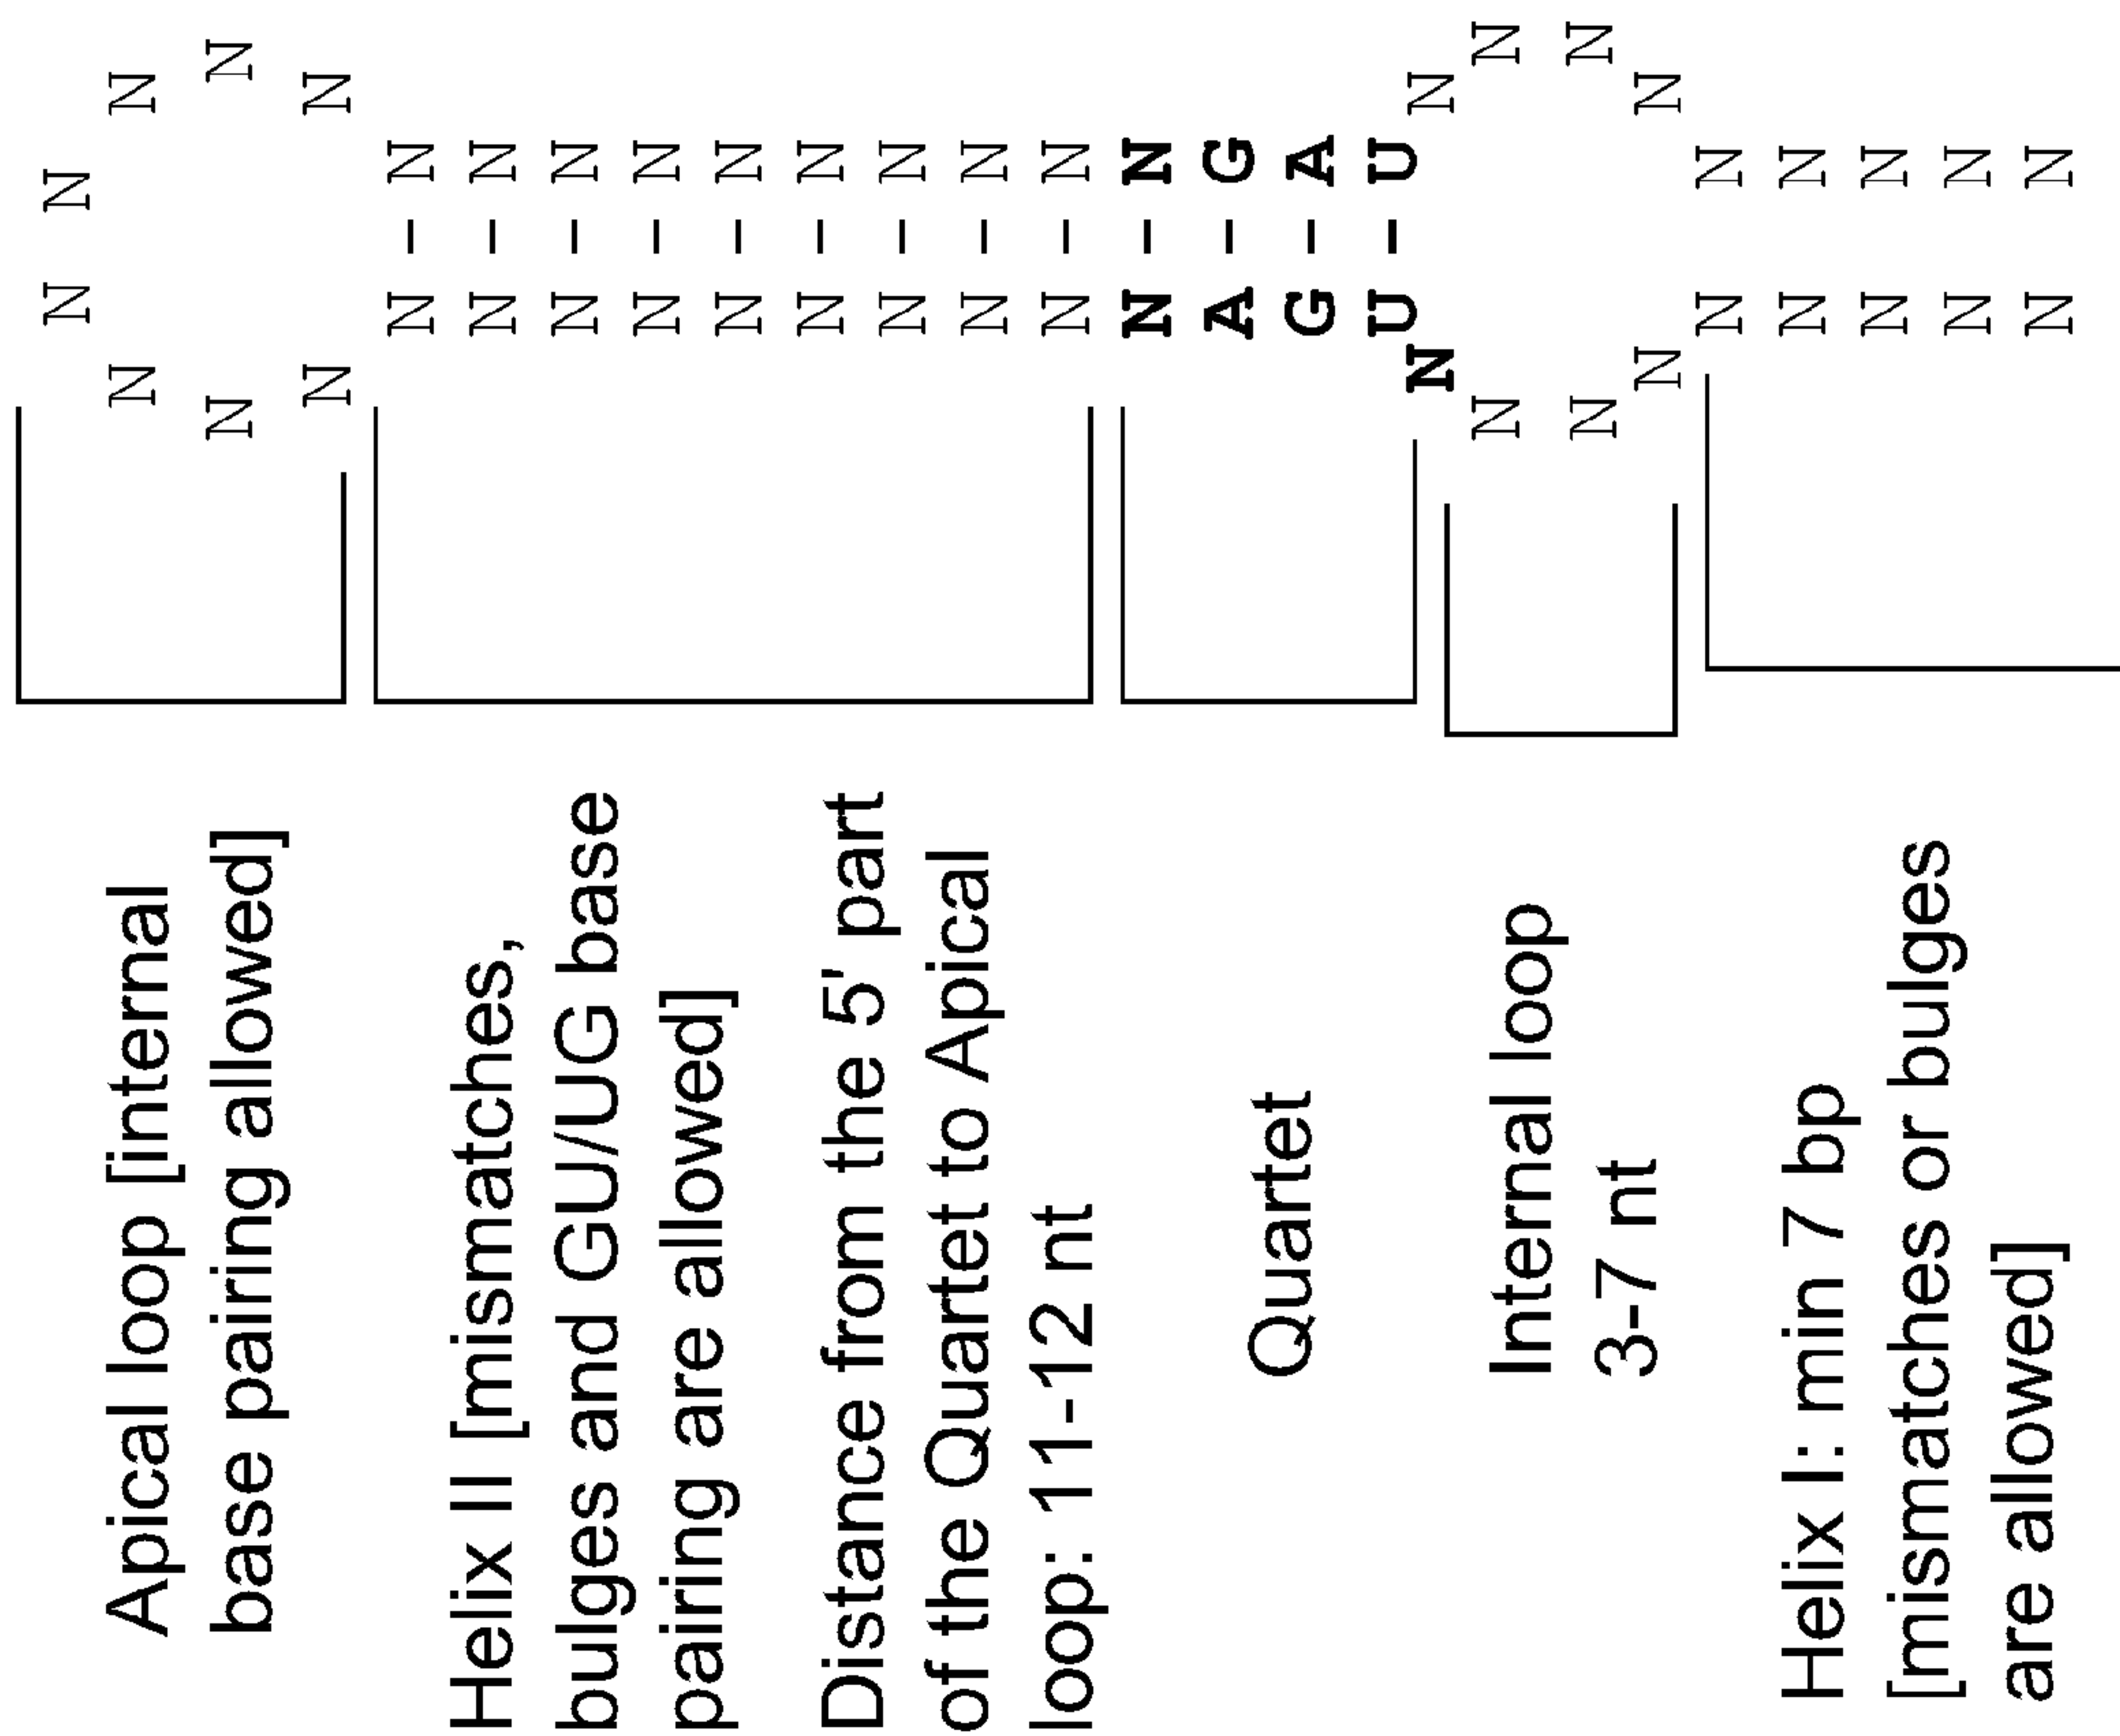 Apical loop [internal
base pairing allowed]
Helix II [mismatches,
bulges and GU/UG base
pairing are allowed]
Distance from the 5' part
of the Quartet to Apical
loop: 11-12 nt
Quartet
Internal loop
3-7 nt
Helix I: min 7 bp
[mismatches or bulges
are allowed]
N N
N N
N N
N N
N - N
N - N
N - N
N - N
N - N
N - N
N - N
N - N
N - N
N - N
A - G
G - A
U - U
N N
N N
N N
N N
N N
N N
N N
N N
N N